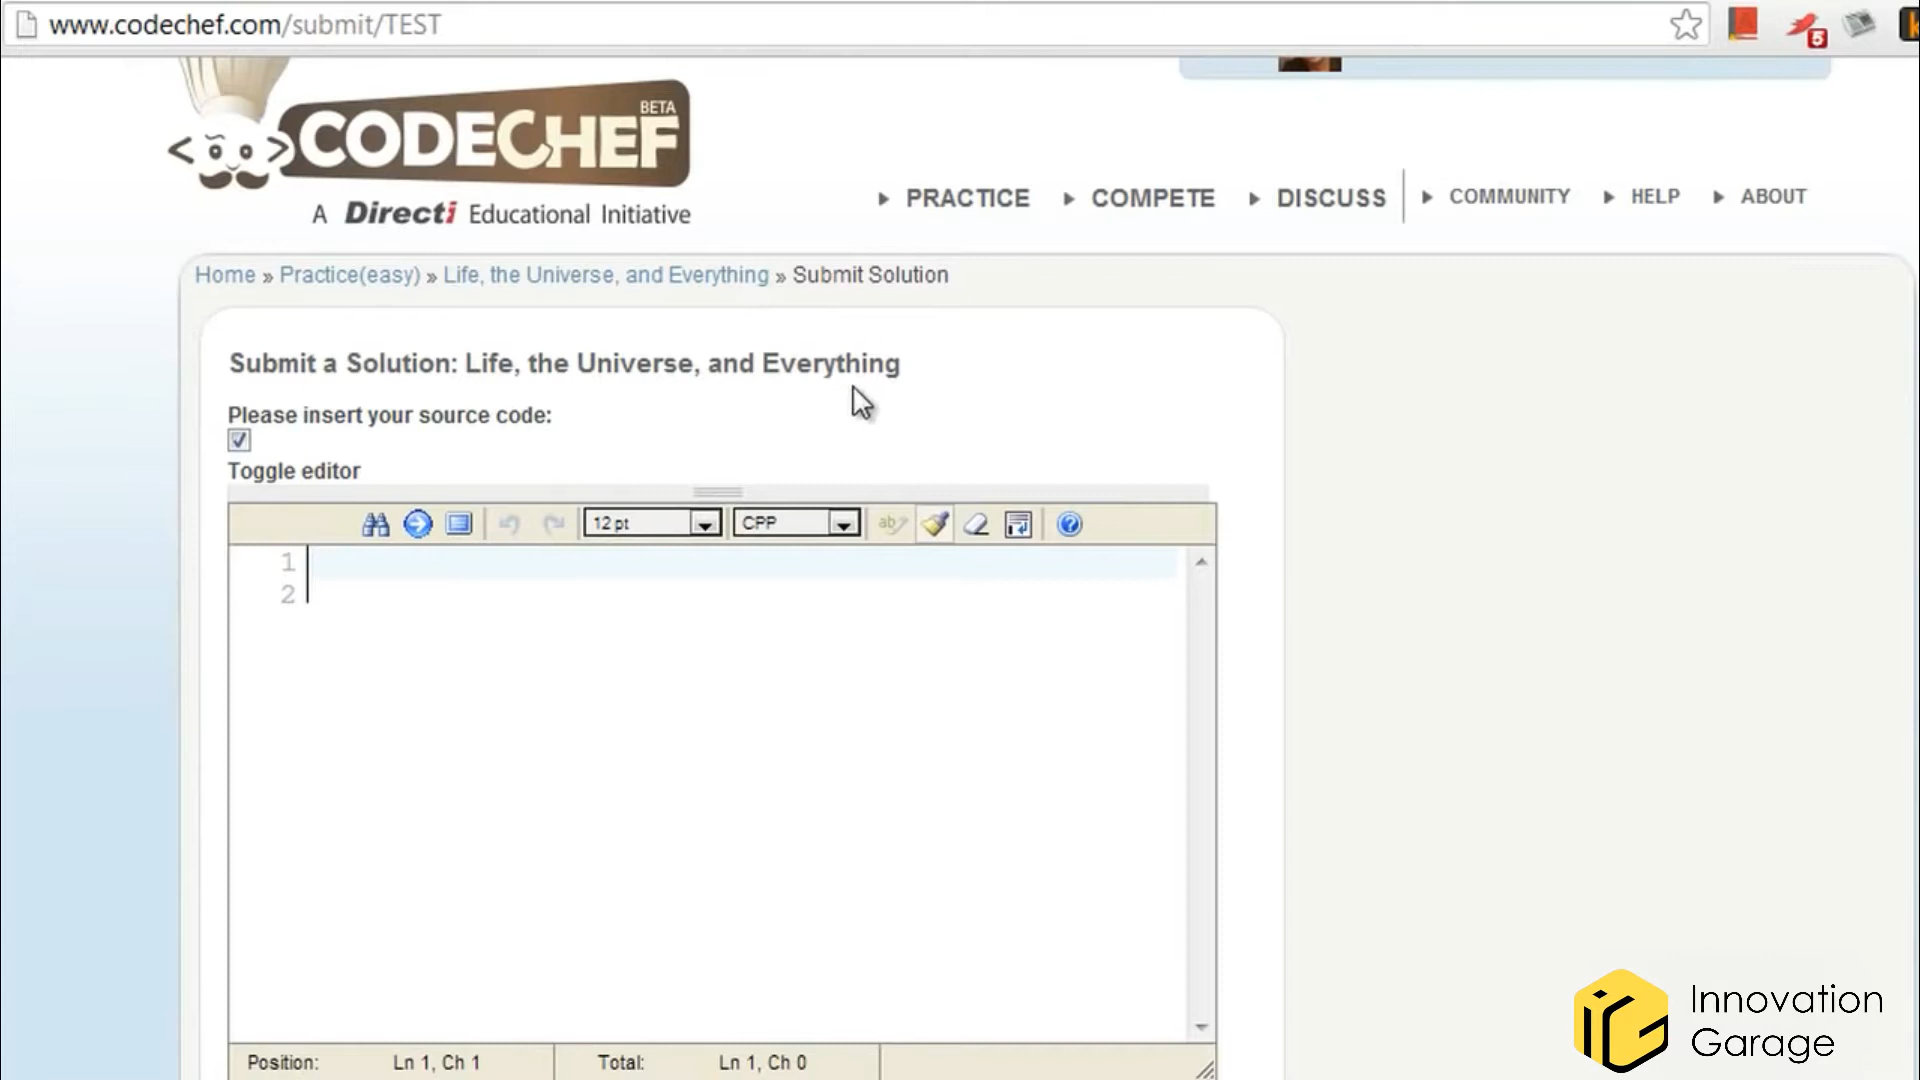 www.codechef.com/submit/TEST
5
BETA
<CODECHEF
A Directi Educational Initiative
PRACTICE COMPETE DISCUSS COMMUNITY HELP ABOUT
Home » Practice(easy) » Life, the Universe, and Everything » Submit Solution
Submit a Solution: Life, the Universe, and Everything
Please insert your source code:
Toggle editor
12 pt CPP
1
2
Position: Ln 1, Ch 1 Total: Ln 1, Ch 0
Innovation
Garage